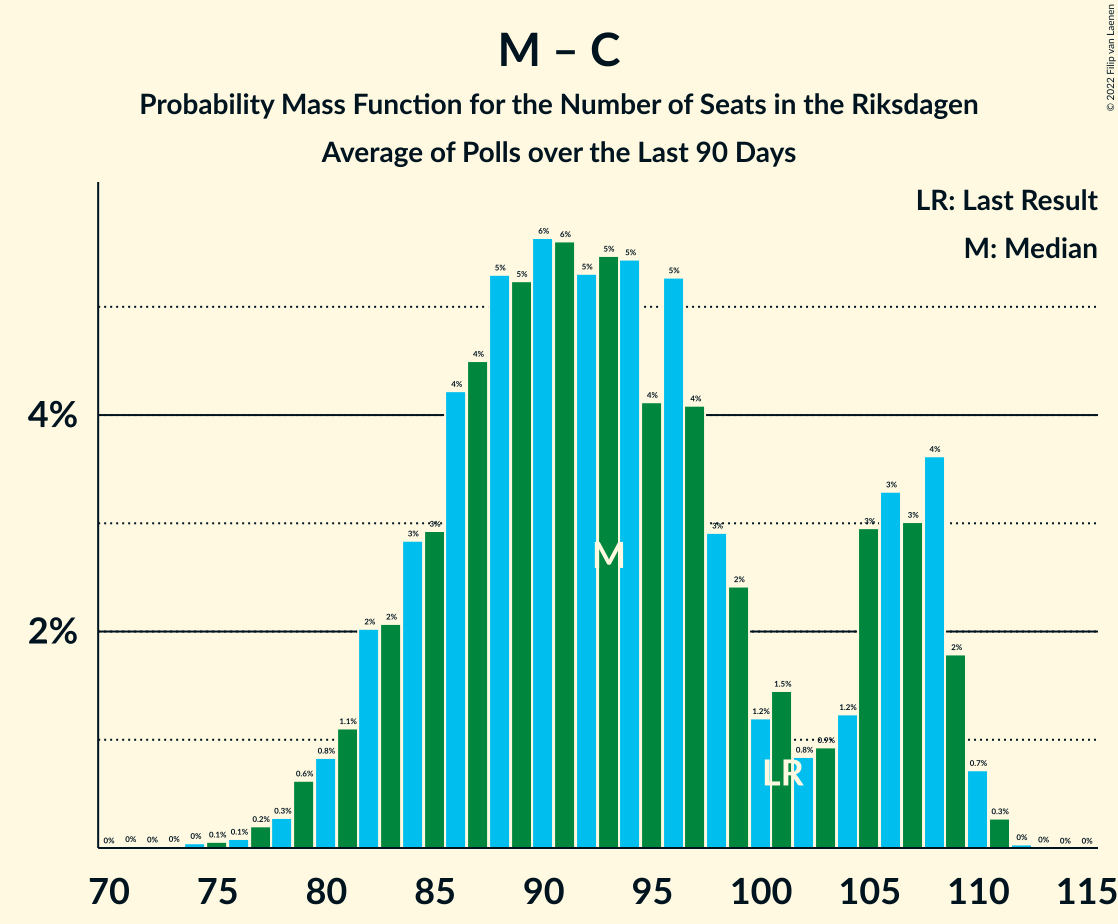 M – C
Probability Mass Function for the Number of Seats in the Riksdagen
Average of Polls over the Last 90 Days
© 2022 Filip van Laenen
LR: Last Result
M: Median
4%
2%
0% 0% 0% 0% 0% 0.1% 0.1% 0.2% 0.3% 0.6% 0.8% 1.1% 2% 2% 3% 3% 4% 4% 5% 5% 6% 6% 5% 5% 5% 4% 5% 4% 3% 2% 1.2% 1.5% 0.8% 0.9% 1.2% 3% 3% 3% 4% 2% 0.7% 0.3% 0% 0% 0% 0%
M
LR
70 75 80 85 90 95 100 105 110 115